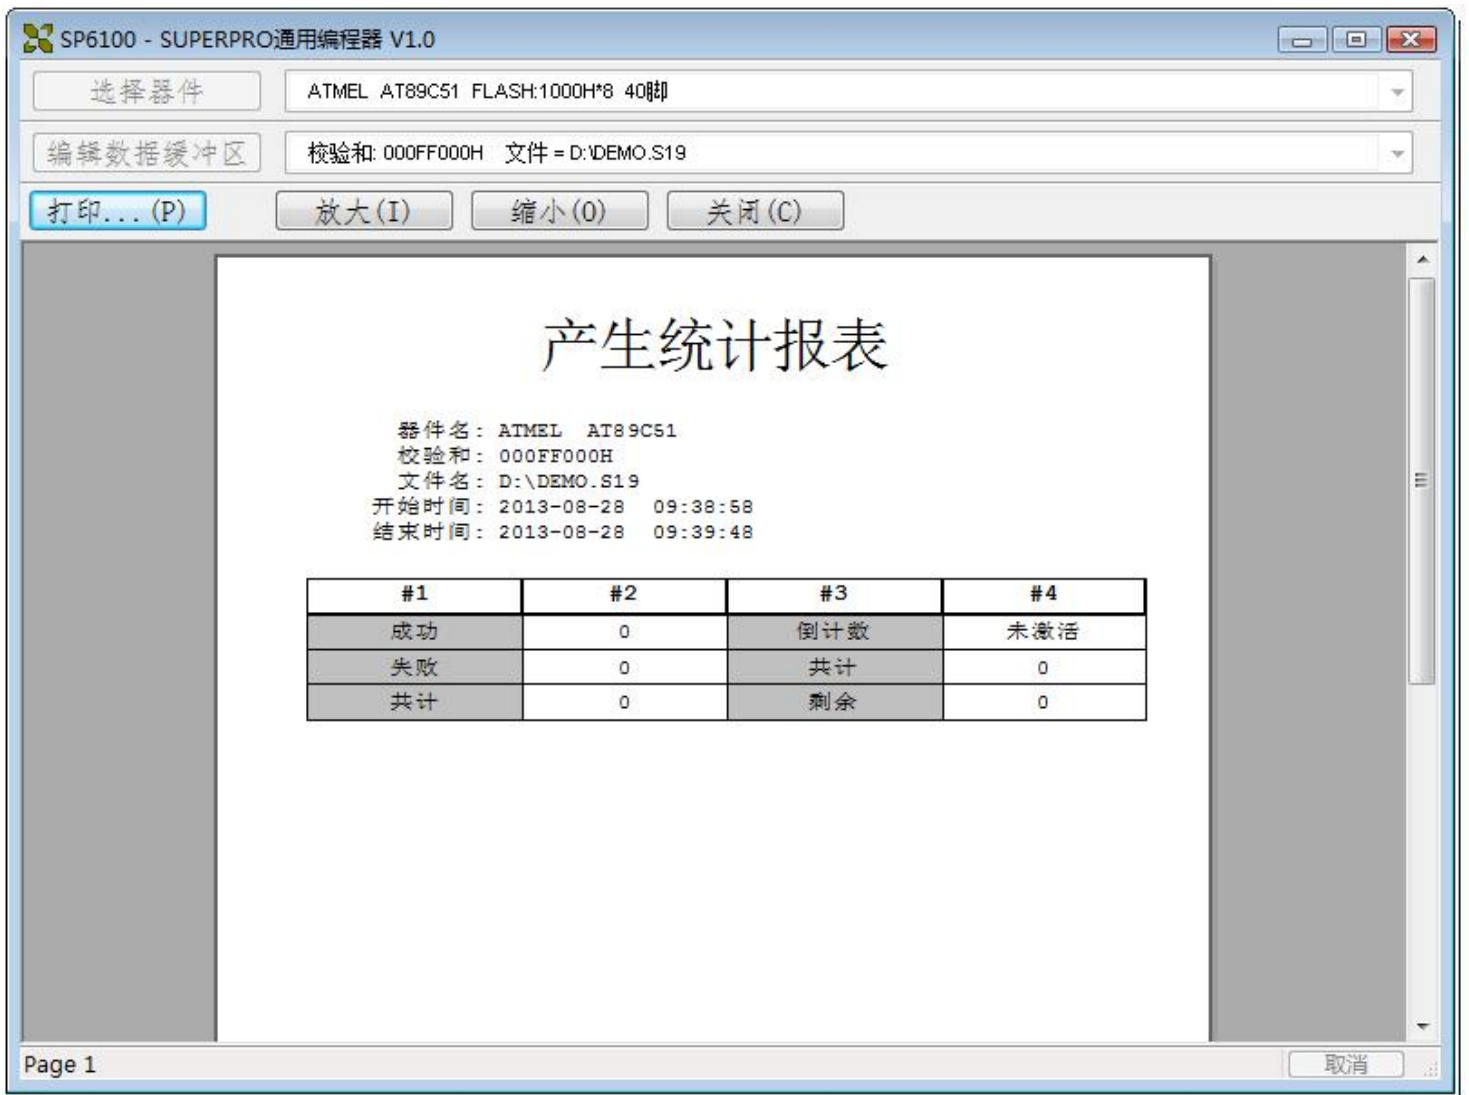 SP6100 - SUPERPRO通用编程器 V1.0
选择器件 ATMEL AT89C51 FLASH:1000H*8 40脚
编辑数据缓冲区 校验和: 000FF000H 文件 = D:\DEMO.S19
打印...(P) 放大(I) 缩小(O) 关闭(C)
产生统计报表
器件名: ATMEL AT89C51
校验和: 000FF000H
文件名: D:\DEMO.S19
开始时间: 2013-08-28 09:38:58
结束时间: 2013-08-28 09:39:48
#1 #2 #3 #4
成功 0 倒计数 未激活
失败 0 共计 0
共计 0 剩余 0
Page 1 取消